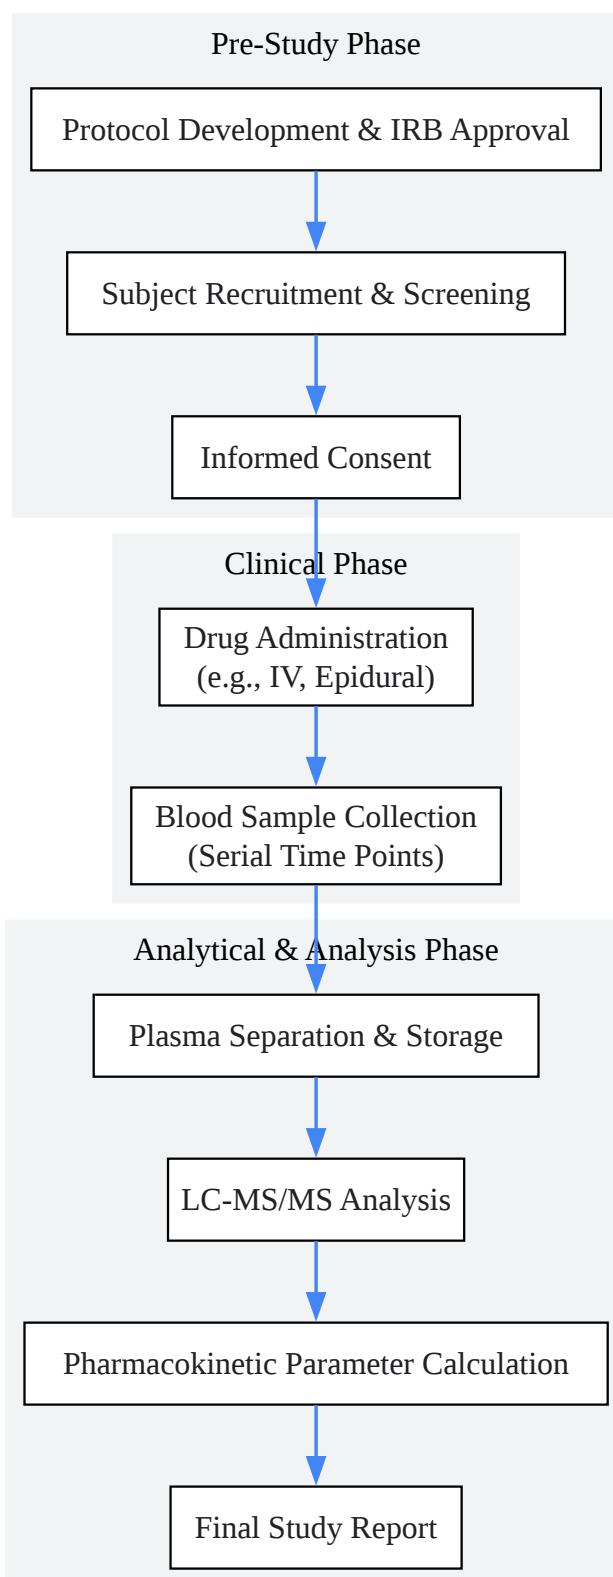 Pre-Study Phase
Protocol Development & IRB Approval
Subject Recruitment & Screening
Informed Consent
Clinical Phase
Drug Administration
(e.g., IV, Epidural)
Blood Sample Collection
(Serial Time Points)
Analytical & Analysis Phase
Plasma Separation & Storage
LC-MS/MS Analysis
Pharmacokinetic Parameter Calculation
Final Study Report